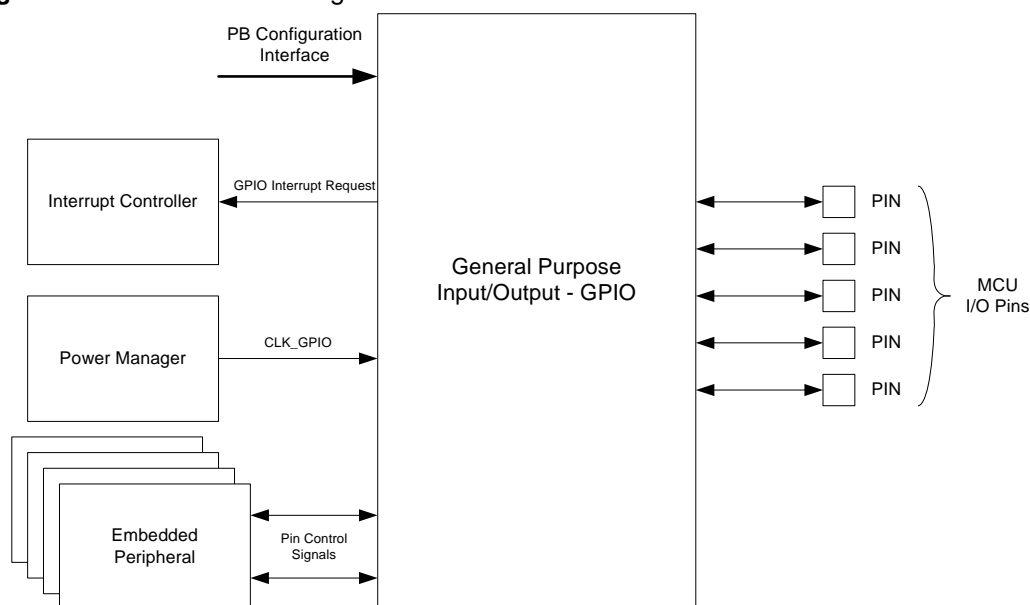 PB Configuration
Interface
Interrupt Controller
GPIO Interrupt Request
General Purpose
Input/Output - GPIO
PIN
PIN
PIN
PIN
PIN
MCU
I/O Pins
Power Manager
CLK_GPIO
Embedded
Peripheral
Pin Control
Signals